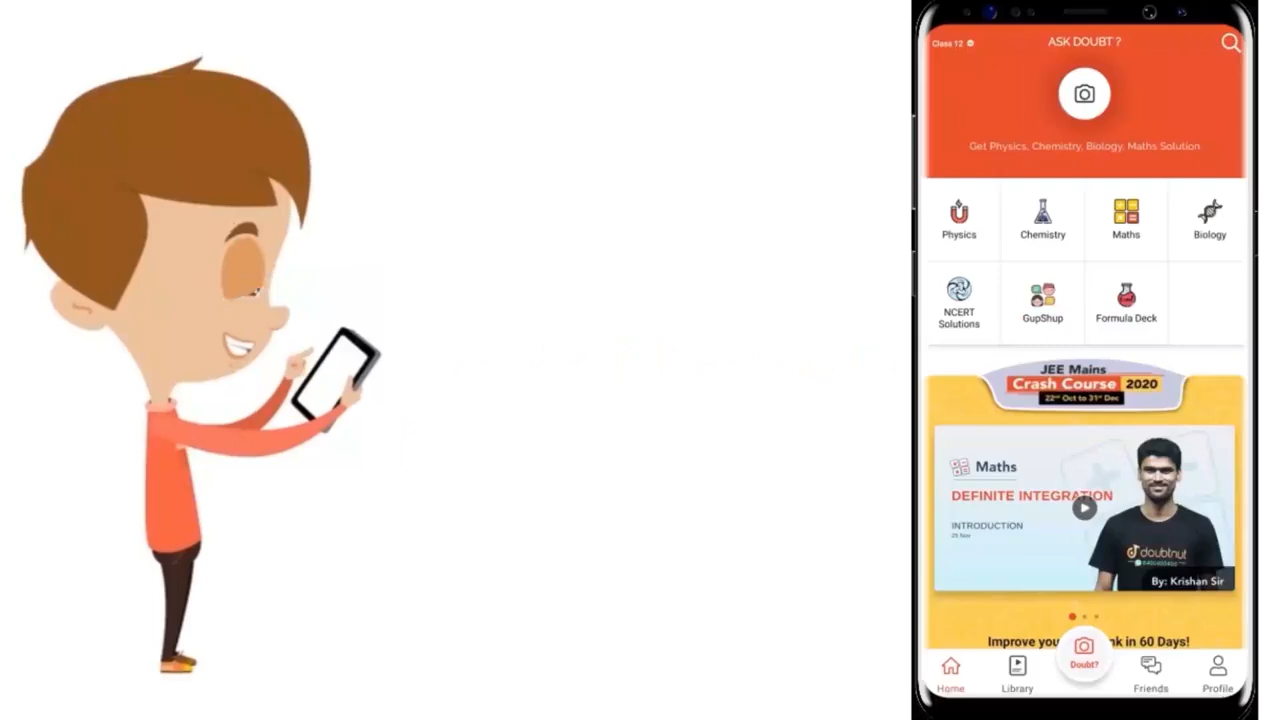 Class 12
ASK DOUBT ?
Get Physics, Chemistry, Biology, Maths Solution
Physics
Chemistry
Maths
Biology
NCERT
Solutions
GupShup
Formula Deck
JEE Mains
Crash Course 2020
22nd Oct to 31st Dec
Maths
DEFINITE INTEGRATION
INTRODUCTION
doubtnut
By: Krishan Sir
Improve you nk in 60 Days!
Doubt?
Home
Library
Friends
Profile